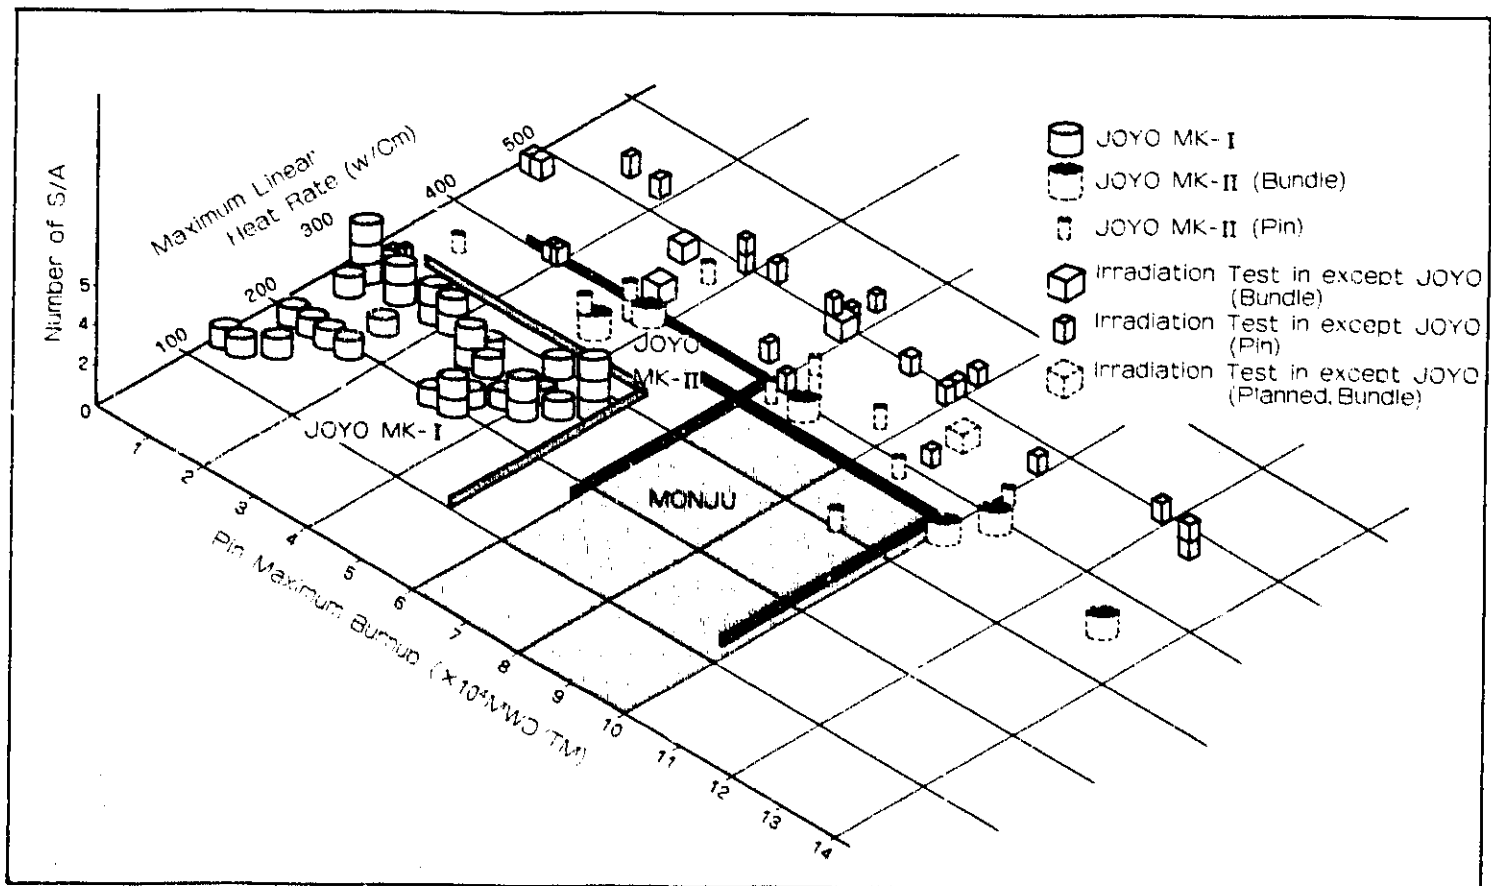 Number of S/A
5
4
2
0
Maximum Linear
Heat Rate (w/Cm)
100
200
300
400
500
1
2
3
4
5
6
7
8
9
10
11
12
13
14
Pin Maximum Burnup (×10⁴MWD/TM)
JOYO MK-I
JOYO
MK-II
MONJU
JOYO MK-I
JOYO MK-II (Bundle)
JOYO MK-II (Pin)
Irradiation Test in except JOYO
(Bundle)
Irradiation Test in except JOYO
(Pin)
Irradiation Test in except JOYO
(Planned, Bundle)